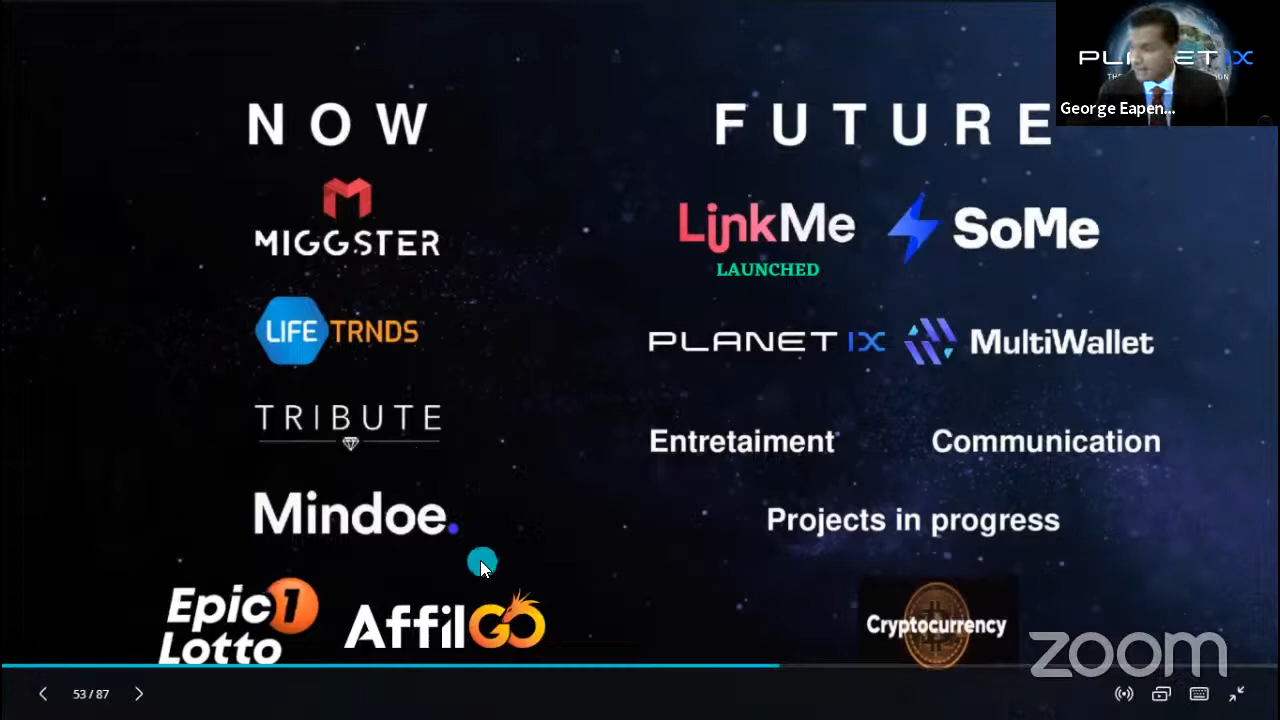 NOW
MIGGSTER
LIFE TRNDS
TRIBUTE
Mindoe.
Epic1
Lotto
AffilGO
FUTURE
LinkMe
LAUNCHED
SoMe
PLANET IX
MultiWallet
Entretaiment
Communication
Projects in progress
Cryptocurrency
George Eapen...
zoom
53 / 87